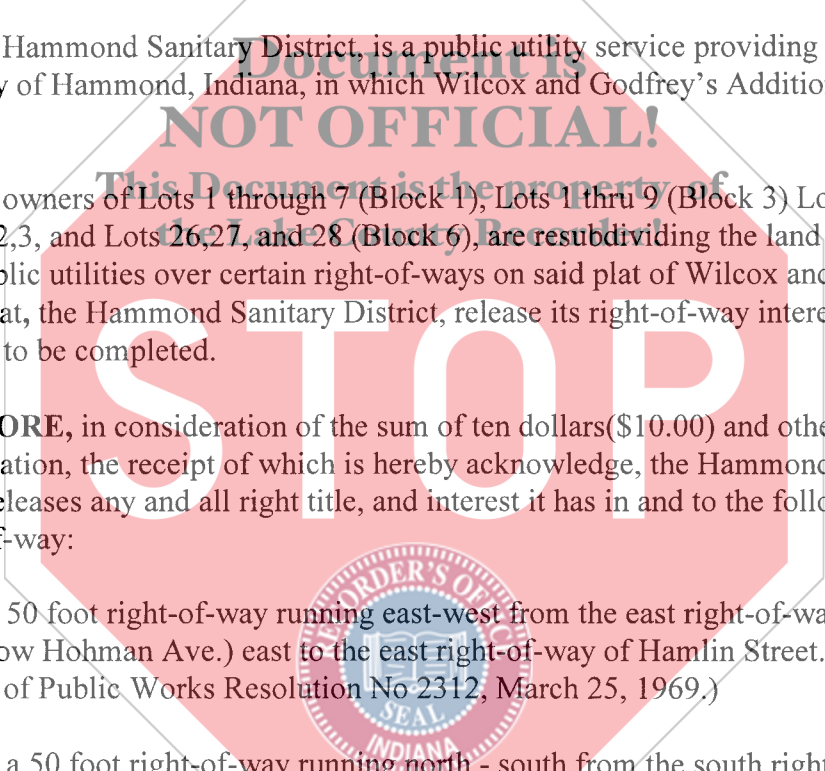 Hammond Sanitary District, is a public utility service providing
Document is
y of Hammond, Indiana, in which Wilcox and Godfrey's Additio
NOT OFFICIAL!
This Document is the property of
owners of Lots 1 through 7 (Block 1), Lots 1 thru 9 (Block 3) Lo
the Lake County Recorder!
2,3, and Lots 26,27, and 28 (Block 6), are resubdividing the land
blic utilities over certain right-of-ways on said plat of Wilcox and
at, the Hammond Sanitary District, release its right-of-way intere
to be completed.
STOP
ORE, in consideration of the sum of ten dollars($10.00) and othe
ation, the receipt of which is hereby acknowledge, the Hammond
eleases any and all right title, and interest it has in and to the follo
f-way:
RECORDER'S OFFIC
50 foot right-of-way running east-west from the east right-of-wa
ow Hohman Ave.) east to the east right-of-way of Hamlin Street.
of Public Works Resolution No 2312, March 25, 1969.)
SEAL
INDIANA
a 50 foot right-of-way running north - south from the south right